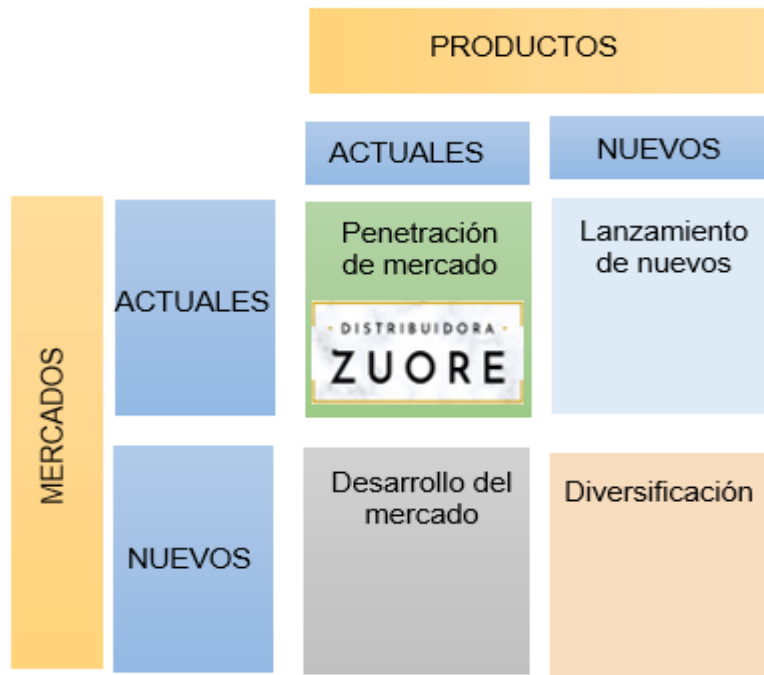 PRODUCTOS
ACTUALES
NUEVOS
MERCADOS
ACTUALES
Penetración
de mercado
· DISTRIBUIDORA ·
ZUORE
Lanzamiento
de nuevos
NUEVOS
Desarrollo del
mercado
Diversificación